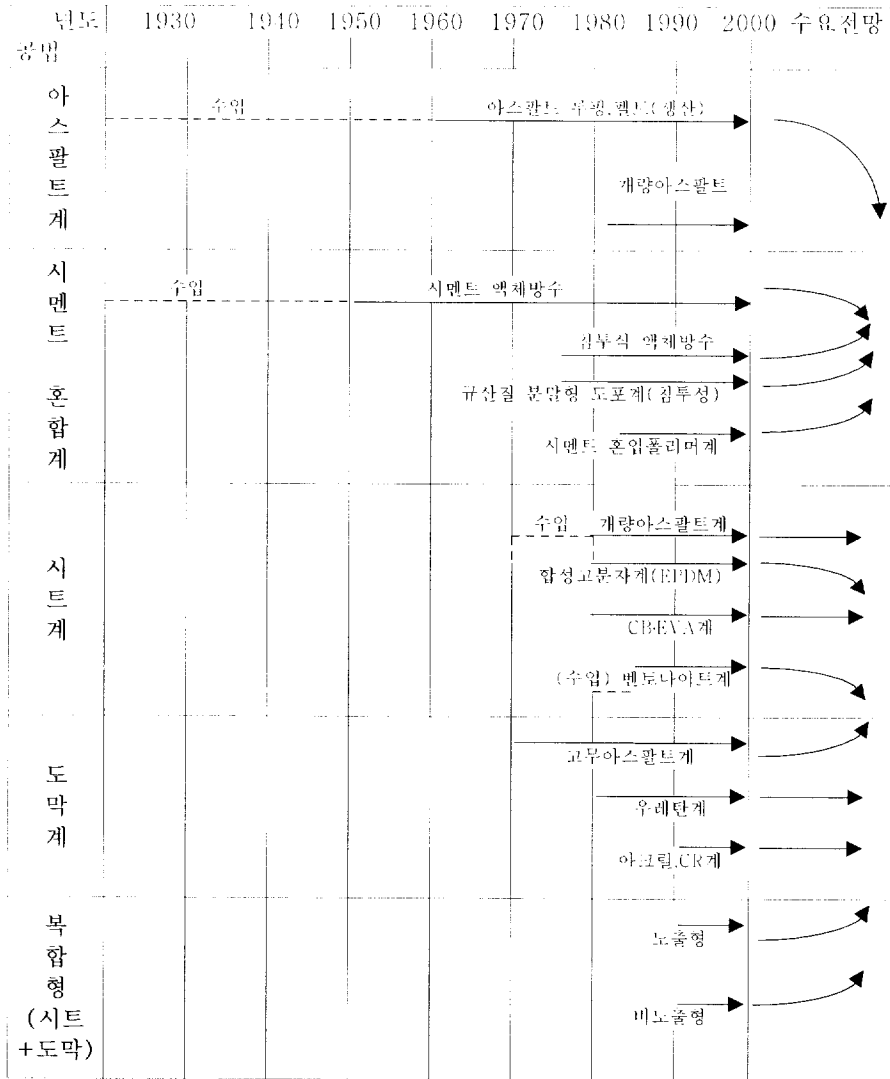 년도 1930 1940 1950 1960 1970 1980 1990 2000 수요전망
공법
아스팔트계
수입 아스팔트 루핑.펠트(생산)
개량아스팔트
시멘트 혼합계
수입 시멘트 액체방수
침투식 액체방수
규산질 분말형 도포계(침투성)
시멘트 혼입폴리머계
시트계
수입 개량아스팔트계
합성고분자계(EPDM)
CB·EVA계
(수입) 벤토나이트계
도막계
고무아스팔트계
우레탄계
아크릴,CR계
복합형
(시트
+도막)
노출형
비노출형